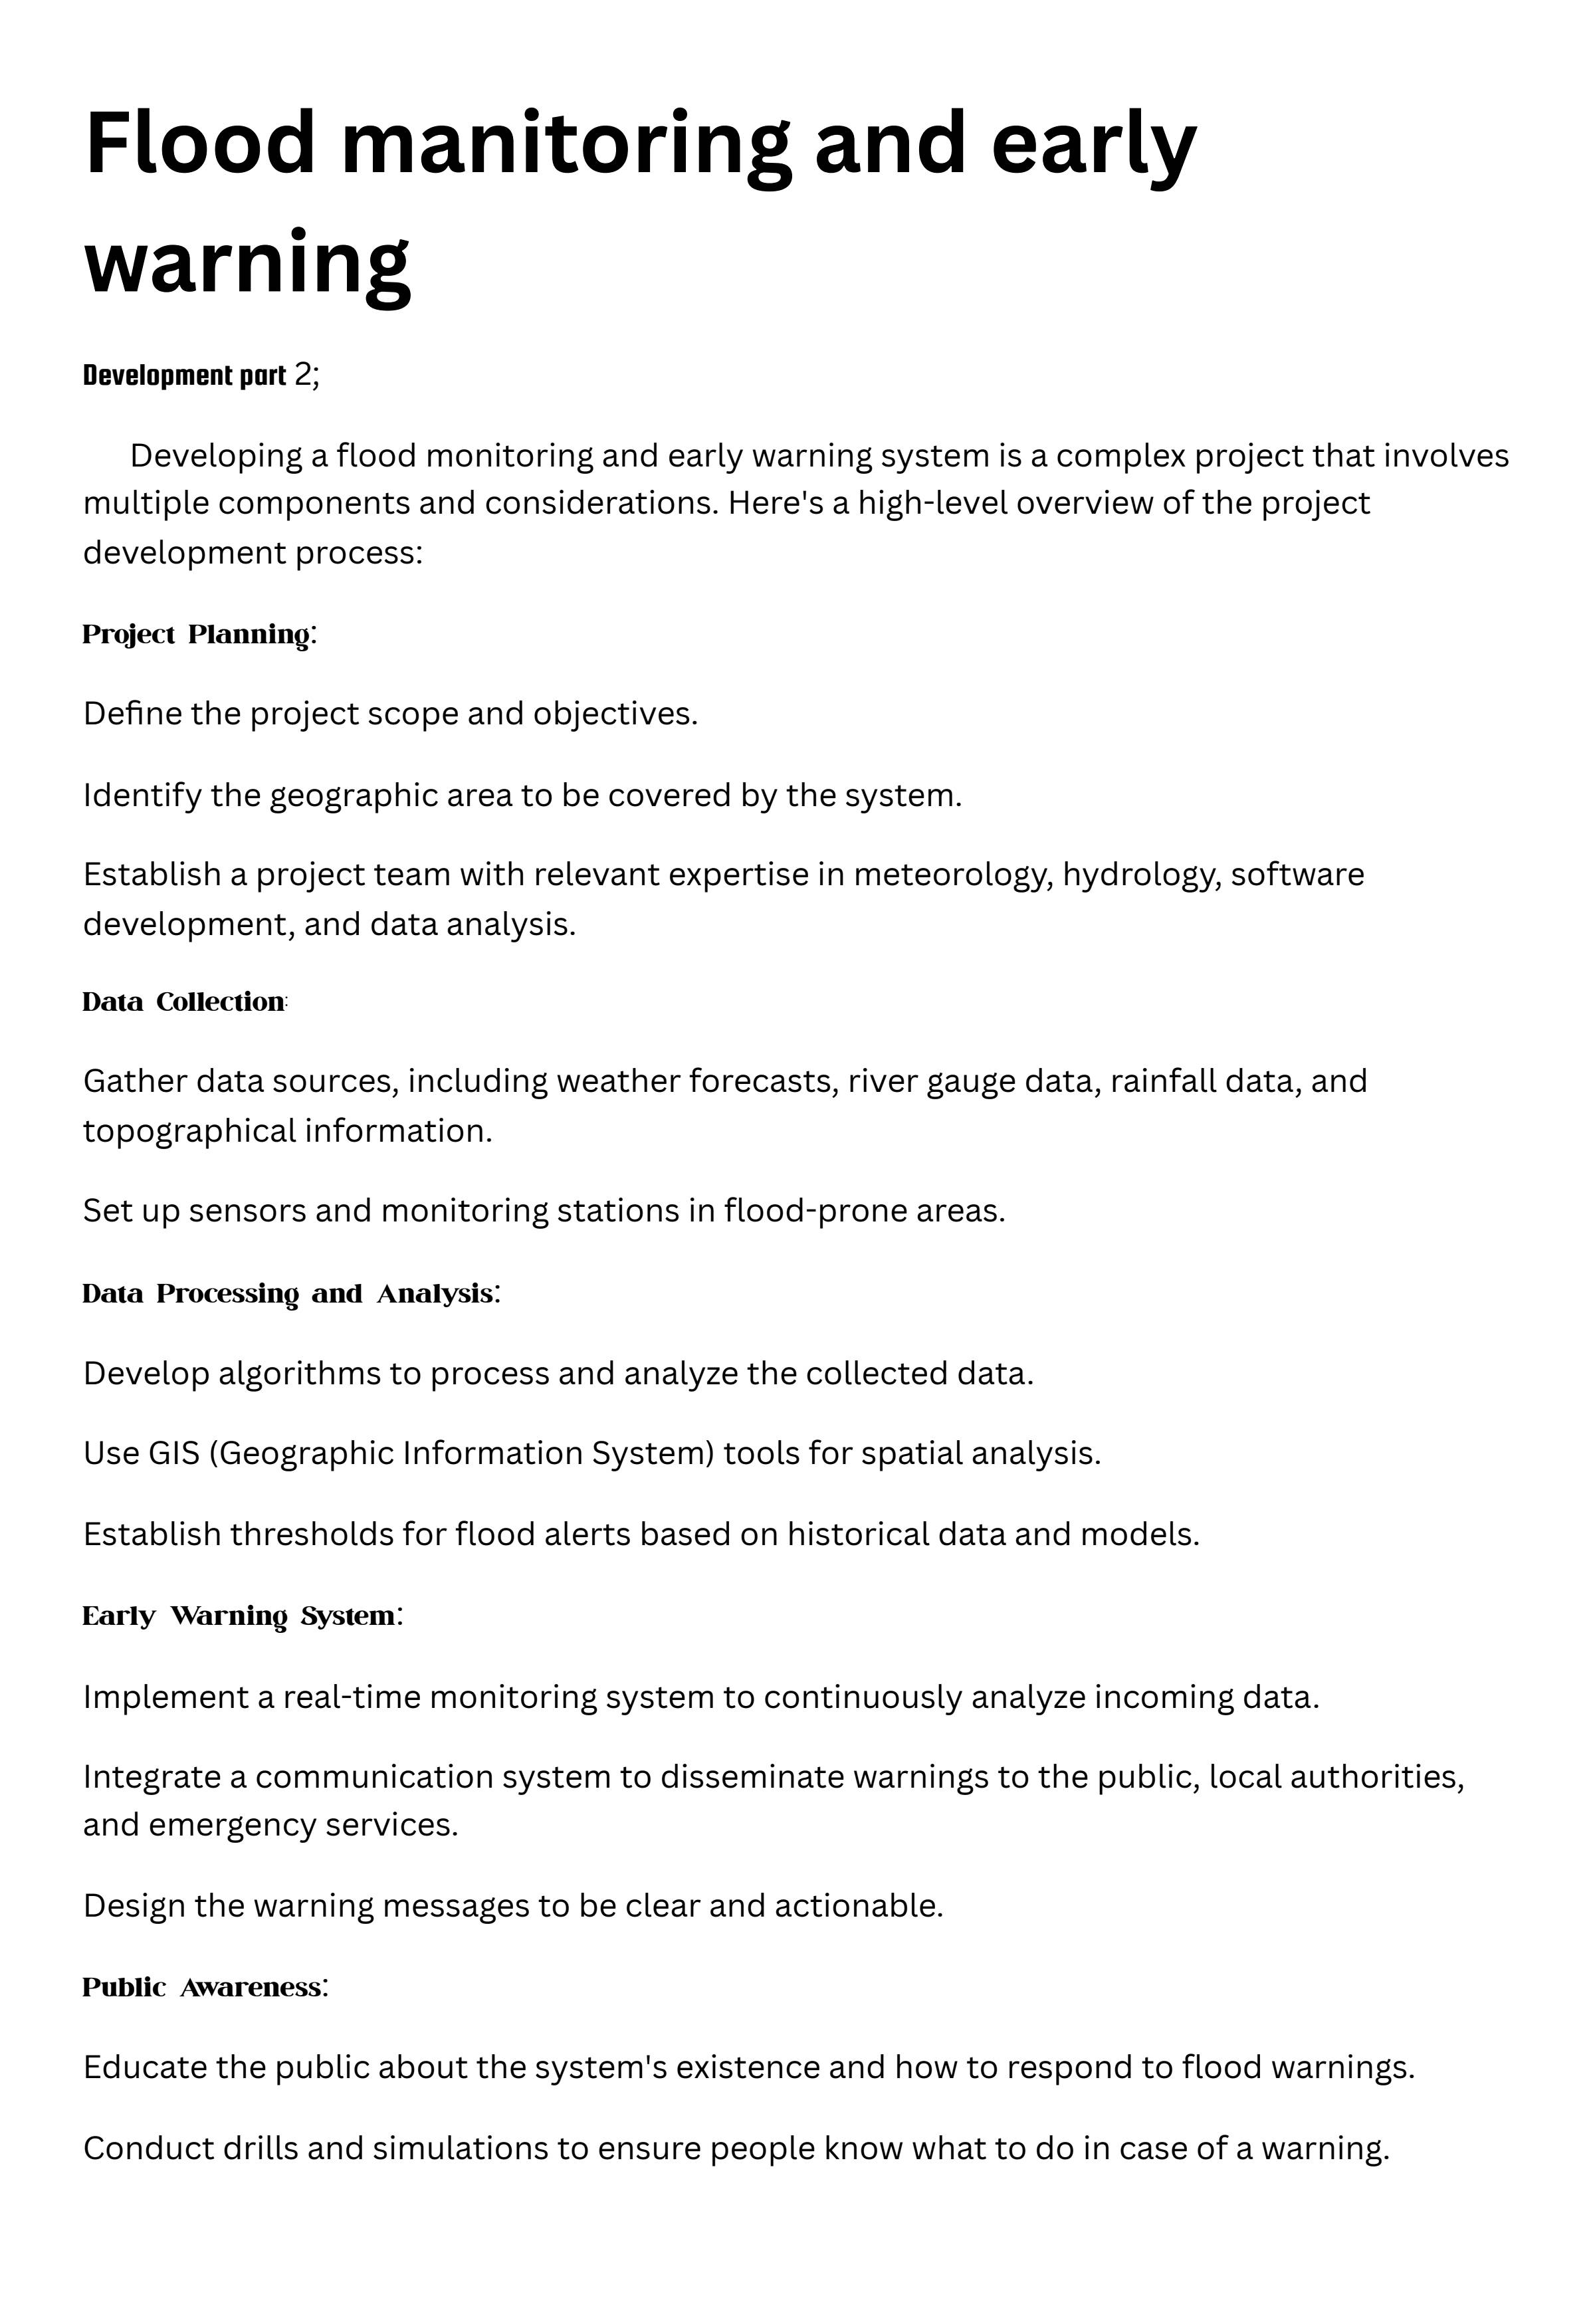 Flood manitoring and early
warning
Development part 2;
Developing a flood monitoring and early warning system is a complex project that involves
multiple components and considerations. Here's a high-level overview of the project
development process:
Project Planning:
Define the project scope and objectives.
Identify the geographic area to be covered by the system.
Establish a project team with relevant expertise in meteorology, hydrology, software
development, and data analysis.
Data Collection:
Gather data sources, including weather forecasts, river gauge data, rainfall data, and
topographical information.
Set up sensors and monitoring stations in flood-prone areas.
Data Processing and Analysis:
Develop algorithms to process and analyze the collected data.
Use GIS (Geographic Information System) tools for spatial analysis.
Establish thresholds for flood alerts based on historical data and models.
Early Warning System:
Implement a real-time monitoring system to continuously analyze incoming data.
Integrate a communication system to disseminate warnings to the public, local authorities,
and emergency services.
Design the warning messages to be clear and actionable.
Public Awareness:
Educate the public about the system's existence and how to respond to flood warnings.
Conduct drills and simulations to ensure people know what to do in case of a warning.